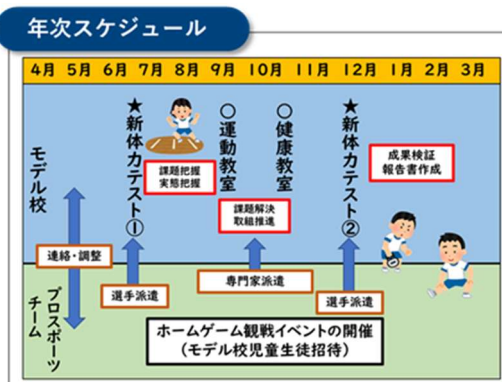 年次スケジュール
4月 5月 6月 7月 8月 9月 10月 11月 12月 1月 2月 3月
モデル校
★新体力テスト①
課題把握
実態把握
○運動教室
課題解決
取組推進
○健康教室
★新体力テスト②
成果検証
報告書作成
連絡・調整
選手派遣
専門家派遣
選手派遣
プロスポーツ
チーム
ホームゲーム観戦イベントの開催
(モデル校児童生徒招待)